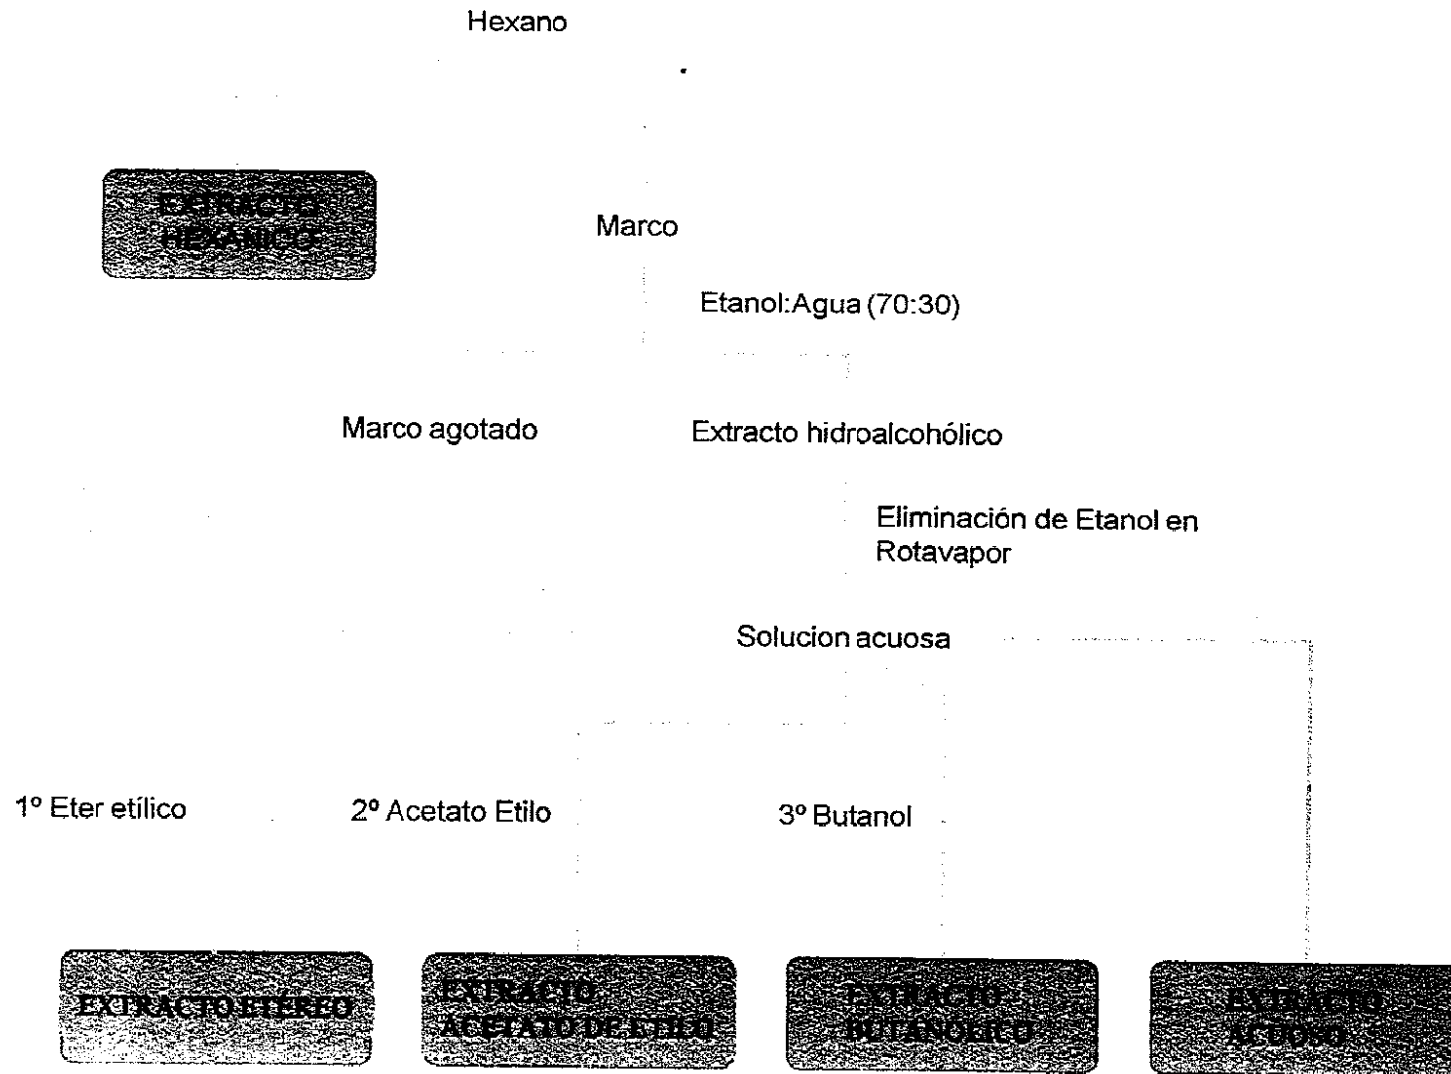 Hexano
EXTRACTO
HEXÁNICO
Marco
Etanol:Agua (70:30)
Marco agotado
Extracto hidroalcohólico
Eliminación de Etanol en
Rotavapor
Solucion acuosa
1º Eter etílico
2º Acetato Etilo
3º Butanol
EXTRACTO ETÉREO
EXTRACTO
ACETATO DE ETILO
EXTRACTO
BUTANÓLICO
EXTRACTO
ACUOSO